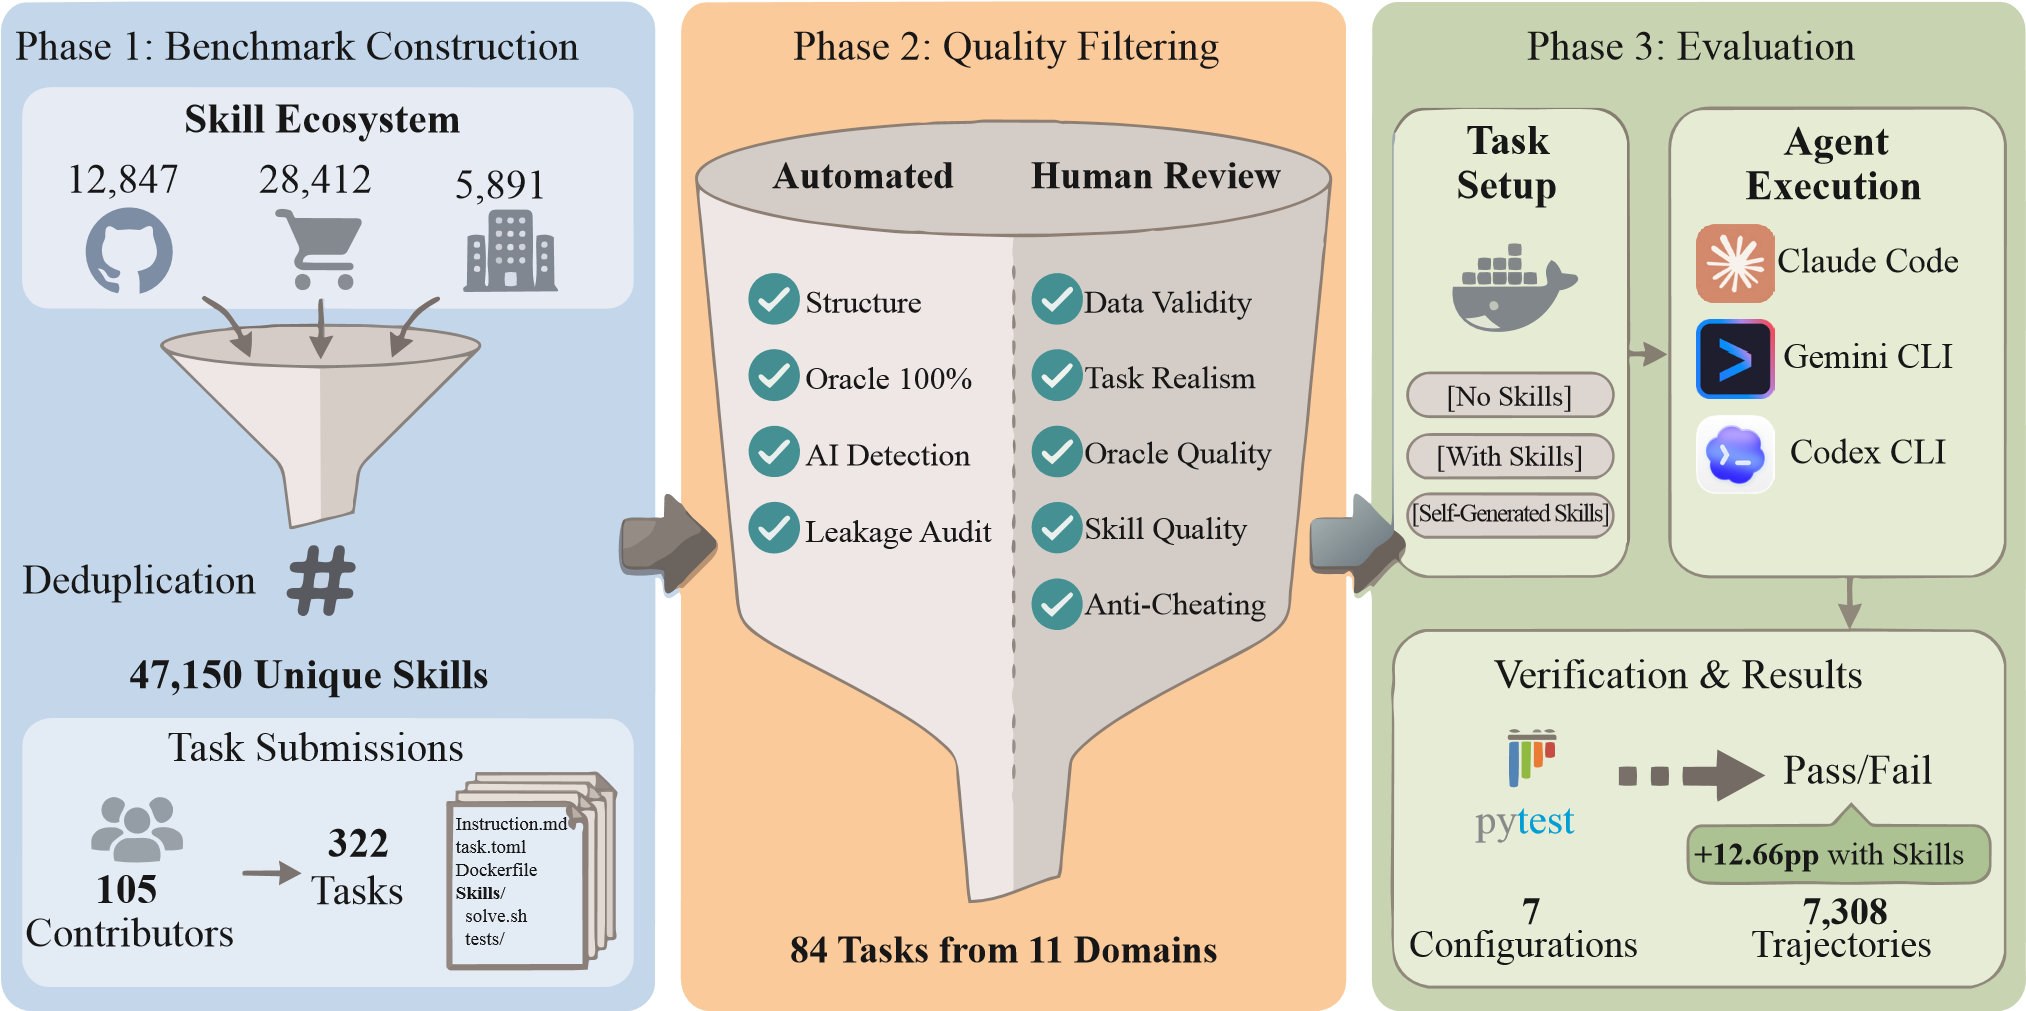 Phase 1: Benchmark Construction
Skill Ecosystem
12,847
28,412
5,891
Deduplication
47,150 Unique Skills
Task Submissions
105
Contributors
322
Tasks
Instruction.md
task.toml
Dockerfile
Skills/
solve.sh
tests/
Phase 2: Quality Filtering
Automated
Structure
Oracle 100%
AI Detection
Leakage Audit
Human Review
Data Validity
Task Realism
Oracle Quality
Skill Quality
Anti-Cheating
84 Tasks from 11 Domains
Phase 3: Evaluation
Task
Setup
[No Skills]
[With Skills]
[Self-Generated Skills]
Agent
Execution
Claude Code
Gemini CLI
Codex CLI
Verification & Results
pytest
Pass/Fail
+12.66pp with Skills
7
Configurations
7,308
Trajectories